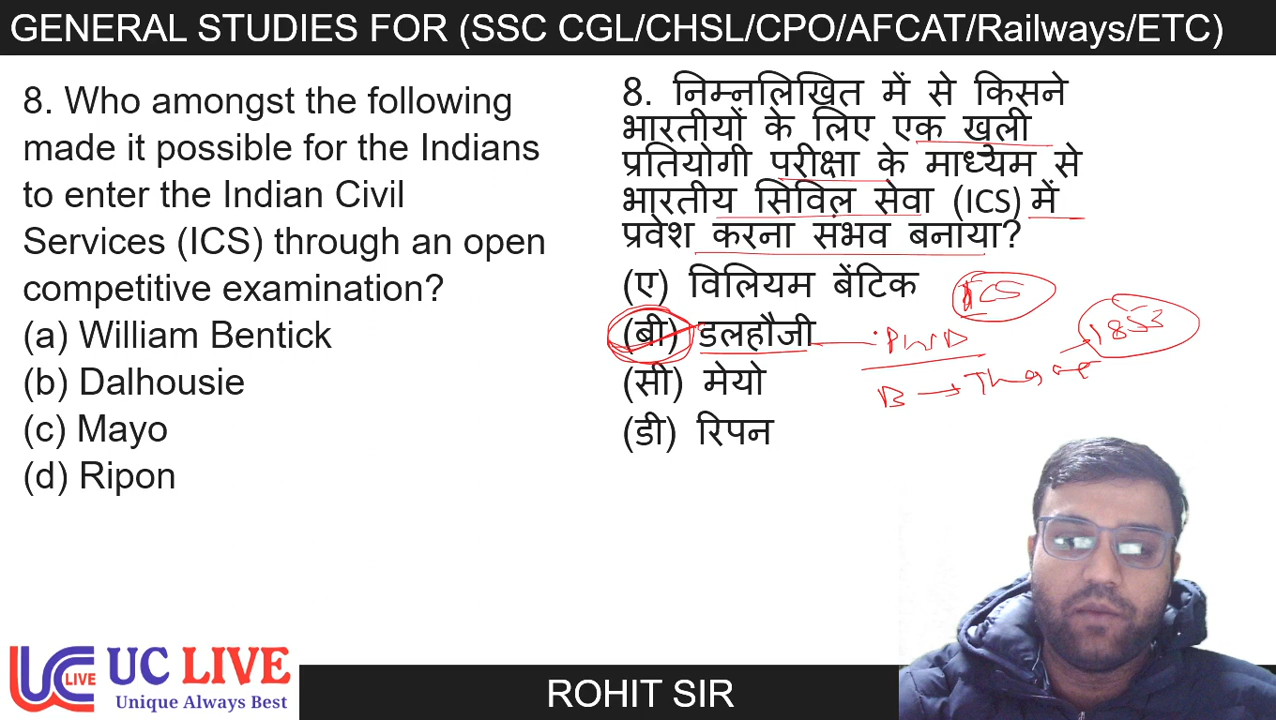 GENERAL STUDIES FOR (SSC CGL/CHSL/CPO/AFCAT/Railways/ETC)
8. Who amongst the following
made it possible for the Indians
to enter the Indian Civil
Services (ICS) through an open
competitive examination?
(a) William Bentick
(b) Dalhousie
(c) Mayo
(d) Ripon
8. निम्नलिखित में से किसने
भारतीयों के लिए एक खुली
प्रतियोगी परीक्षा के माध्यम से
भारतीय सिविल सेवा (ICS) में
प्रवेश करना संभव बनाया?
(ए) विलियम बेंटिक
(बी) डलहौजी
(सी) मेयो
(डी) रिपन
ICS
PWD
1853
B → 
UC LIVE
LIVE
Unique Always Best
ROHIT SIR